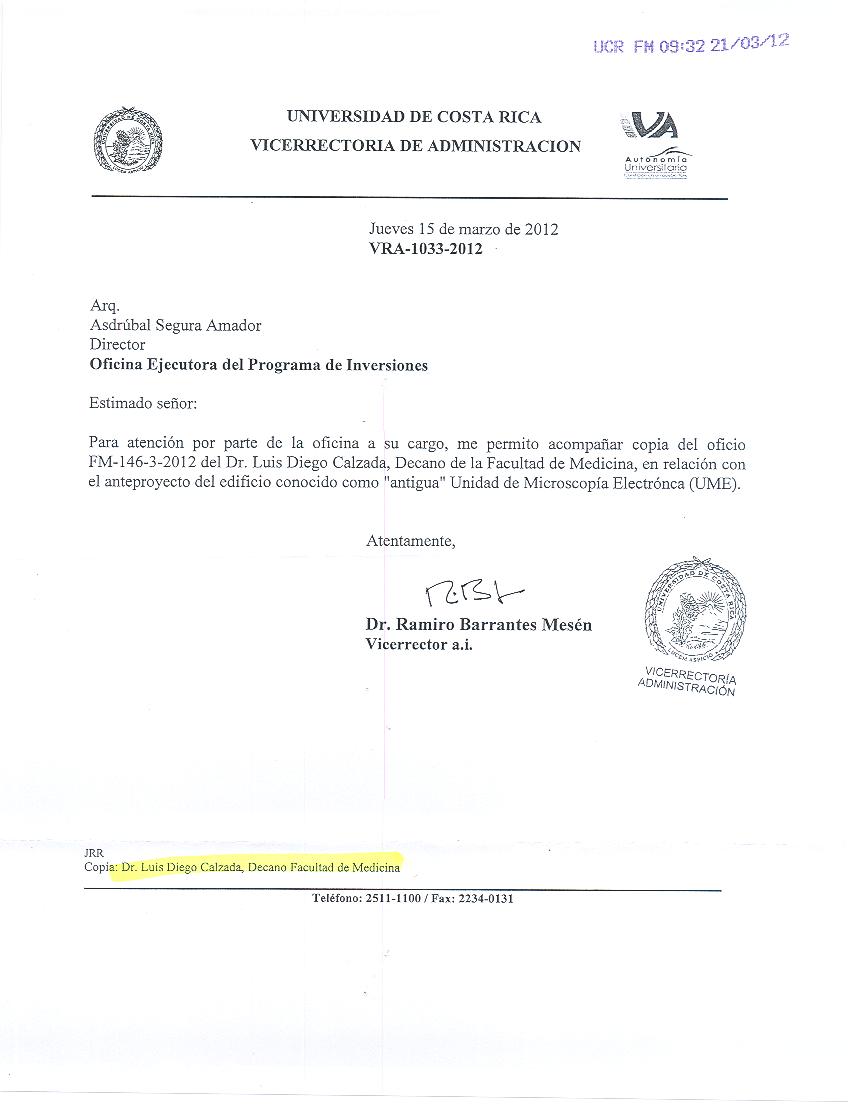 UCR FM 09:32 21/03/12
UNIVERSIDAD DE COSTA RICA
VICERRECTORIA DE ADMINISTRACION
VA
Autonomía
Universitaria
Jueves 15 de marzo de 2012
VRA-1033-2012
Arq.
Asdrúbal Segura Amador
Director
Oficina Ejecutora del Programa de Inversiones
Estimado señor:
Para atención por parte de la oficina a su cargo, me permito acompañar copia del oficio
FM-146-3-2012 del Dr. Luis Diego Calzada, Decano de la Facultad de Medicina, en relación con
el anteproyecto del edificio conocido como "antigua" Unidad de Microscopía Electrónca (UME).
Atentamente,
Dr. Ramiro Barrantes Mesén
Vicerrector a.i.
UNIVERSIDAD DE COSTA RICA
LUCEM ASPICIO
VICERRECTORÍA
ADMINISTRACIÓN
JRR
Copia: Dr. Luis Diego Calzada, Decano Facultad de Medicina
Teléfono: 2511-1100 / Fax: 2234-0131